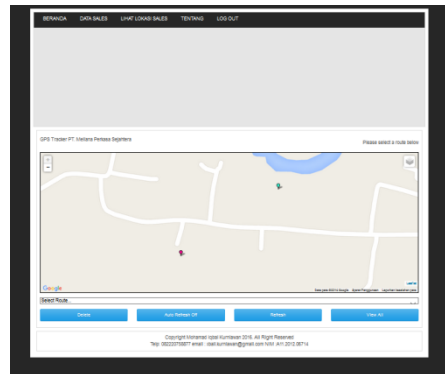 BERANDA DATA SALES LIHAT LOKASI SALES TENTANG LOG OUT
GPS Tracker PT. Mellana Perkasa Sejahtera
Please select a route below
+
-
Google
Select Route...
Delete Auto Refresh Off Refresh View All
Copyright Mohamad Iqbal Kurniawan 2016. All Right Reserved